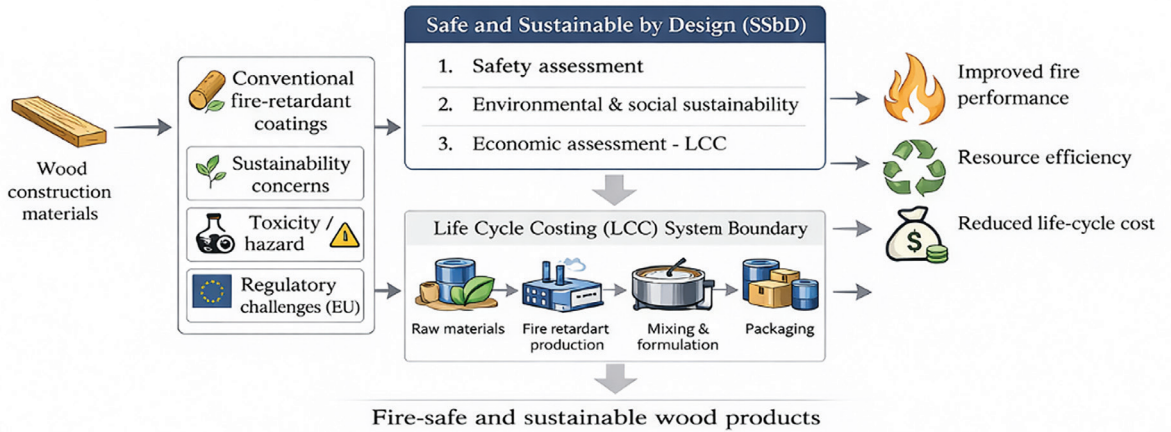 Wood
construction
materials
Conventional
fire-retardant
coatings
Sustainability
concerns
Toxicity /
hazard
Regulatory
challenges (EU)
Safe and Sustainable by Design (SSbD)
1. Safety assessment
2. Environmental & social sustainability
3. Economic assessment - LCC
Life Cycle Costing (LCC) System Boundary
Raw materials
Fire retardart
production
Mixing &
formulation
Packaging
Improved fire
performance
Resource efficiency
$
Reduced life-cycle cost
Fire-safe and sustainable wood products